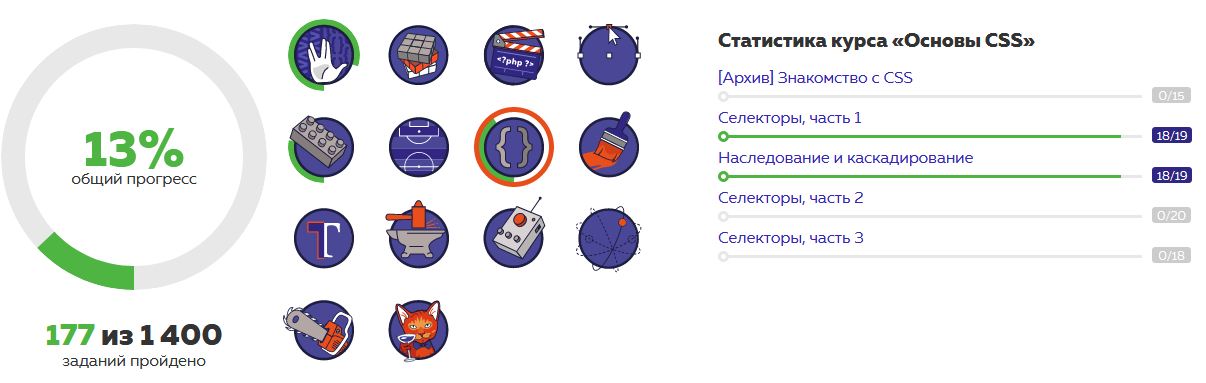 13%
общий прогресс
177 из 1 400
заданий пройдено
<?php ?>
T
{}
Статистика курса «Основы CSS»
[Архив] Знакомство с CSS
0/15
Селекторы, часть 1
18/19
Наследование и каскадирование
18/19
Селекторы, часть 2
0/20
Селекторы, часть 3
0/18